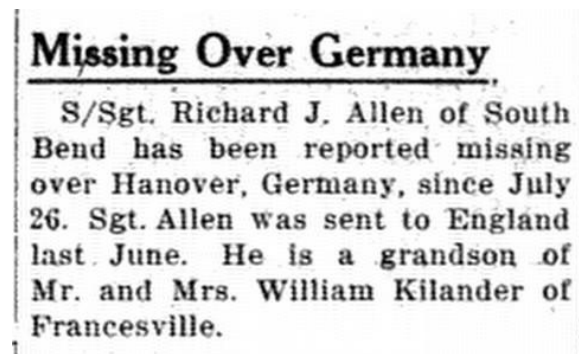 Missing Over Germany
S/Sgt. Richard J. Allen of South
Bend has been reported missing
over Hanover, Germany, since July
26. Sgt. Allen was sent to England
last June. He is a grandson of
Mr. and Mrs. William Kilander of
Francesville.